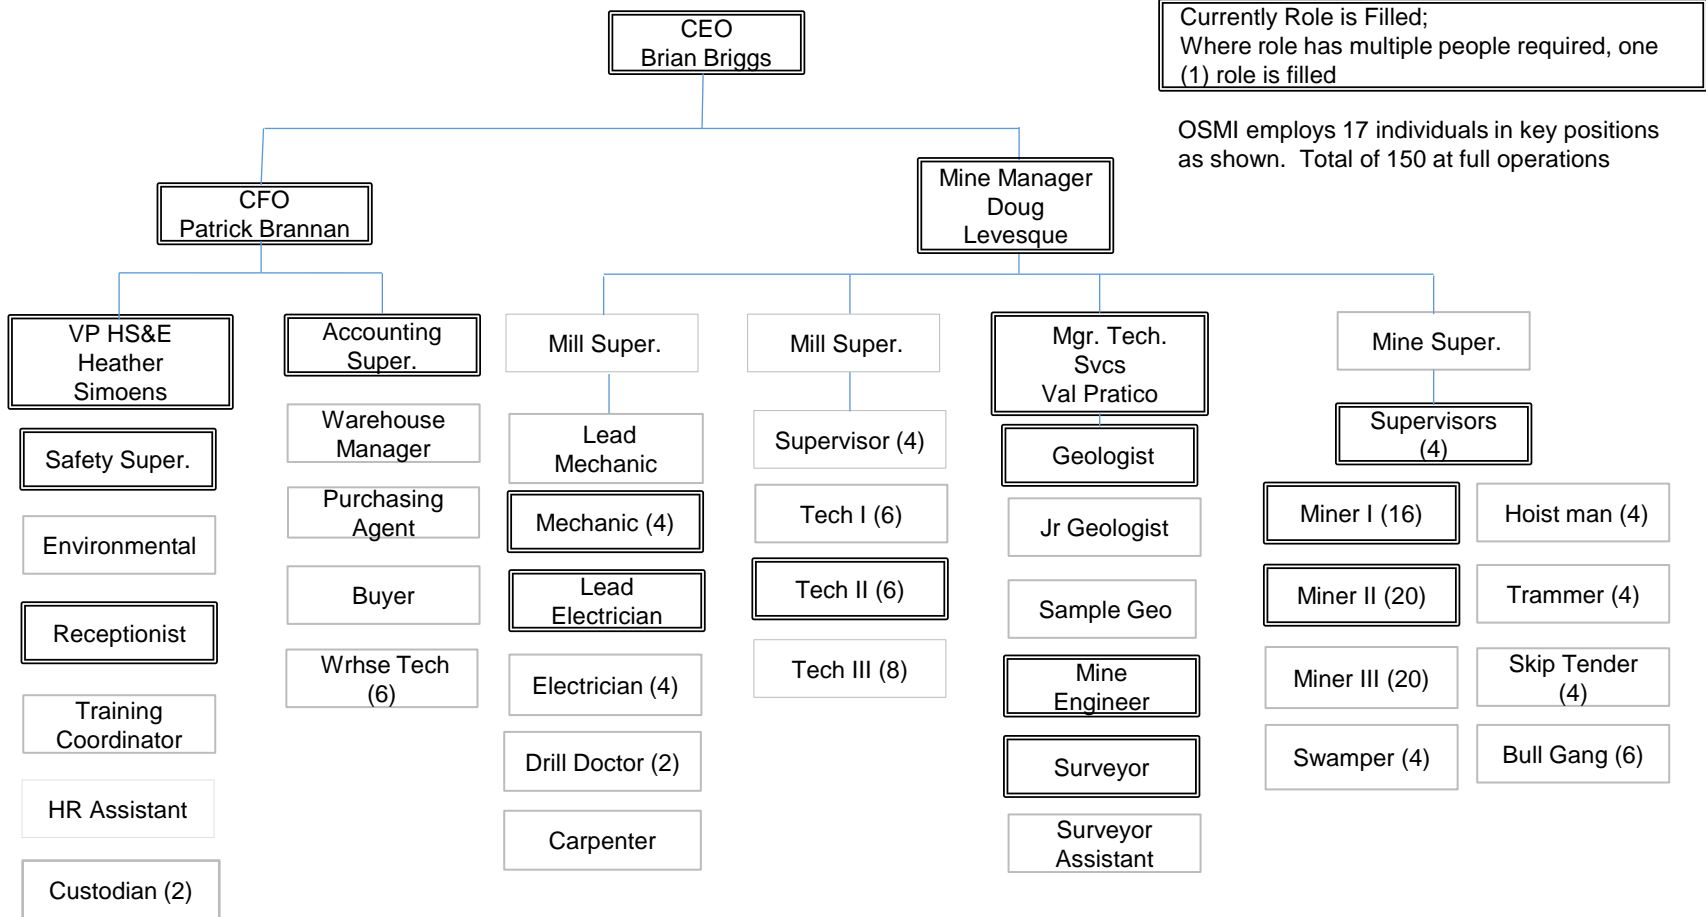 CEO
Brian Briggs
Currently Role is Filled;
Where role has multiple people required, one
(1) role is filled
OSMI employs 17 individuals in key positions
as shown.  Total of 150 at full operations
CFO
Patrick Brannan
Mine Manager
Doug
Levesque
VP HS&E
Heather
Simoens
Safety Super.
Environmental
Receptionist
Training
Coordinator
HR Assistant
Custodian (2)
Accounting
Super.
Warehouse
Manager
Purchasing
Agent
Buyer
Wrhse Tech
(6)
Mill Super.
Lead
Mechanic
Mechanic (4)
Lead
Electrician
Electrician (4)
Drill Doctor (2)
Carpenter
Mill Super.
Supervisor (4)
Tech I (6)
Tech II (6)
Tech III (8)
Mgr. Tech.
Svcs
Val Pratico
Geologist
Jr Geologist
Sample Geo
Mine
Engineer
Surveyor
Surveyor
Assistant
Mine Super.
Supervisors
(4)
Miner I (16)
Miner II (20)
Miner III (20)
Swamper (4)
Hoist man (4)
Trammer (4)
Skip Tender
(4)
Bull Gang (6)